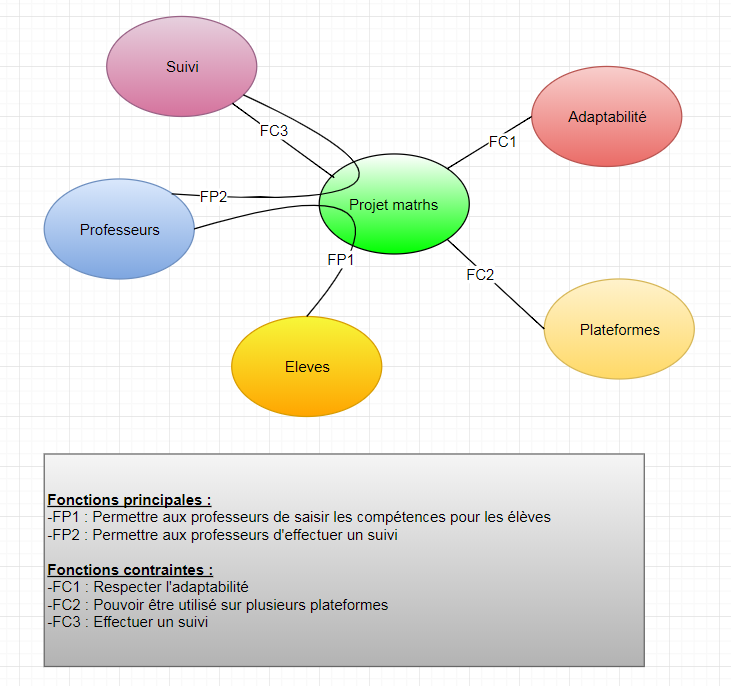 Suivi
FC3
Adaptabilité
FC1
FP2
Projet matrhs
Professeurs
FP1
FC2
Plateformes
Eleves
Fonctions principales :
-FP1 : Permettre aux professeurs de saisir les compétences pour les élèves
-FP2 : Permettre aux professeurs d'effectuer un suivi
Fonctions contraintes :
-FC1 : Respecter l'adaptabilité
-FC2 : Pouvoir être utilisé sur plusieurs plateformes
-FC3 : Effectuer un suivi